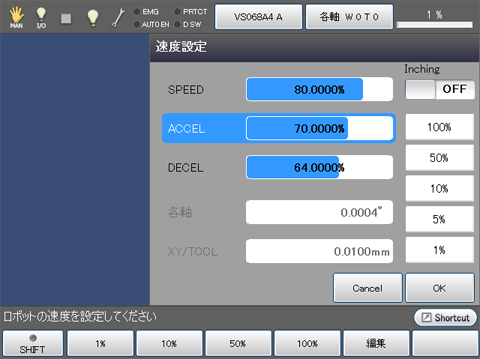 EMG PRTCT
AUTO EN D SW
MAN I/O
VS068A4 A
各軸 W0T0
1 %
速度設定
Inching
SPEED 80.0000% OFF
ACCEL 70.0000% 100%
DECEL 64.0000% 50%
10%
各軸 0.0004° 5%
XY/TOOL 0.0100mm 1%
Cancel OK
ロボットの速度を設定してください Shortcut
SHIFT 1% 10% 50% 100% 編集